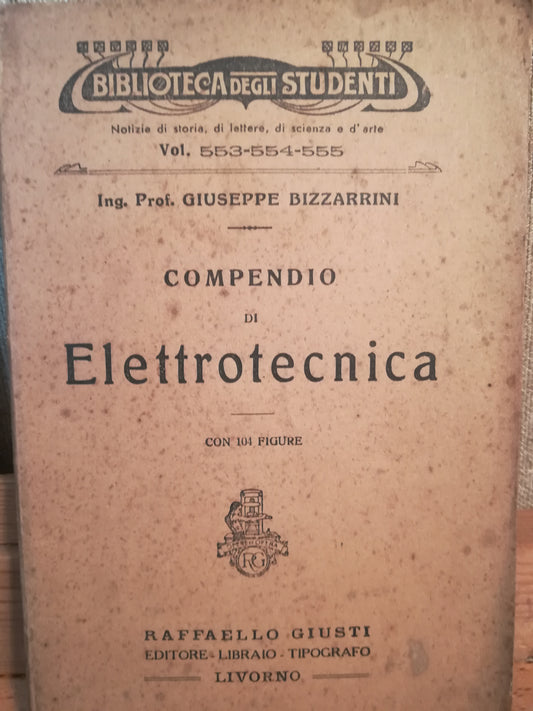 BIBLIOTECA DEGLI STUDENTI
Notizie di storia, di lettere, di scienza e d'arte
Vol. 553-554-555
Ing. Prof. GIUSEPPE BIZZARRINI
COMPENDIO
DI
Elettrotecnica
CON 104 FIGURE
RG
RAFFAELLO GIUSTI
EDITORE - LIBRAIO - TIPOGRAFO
LIVORNO